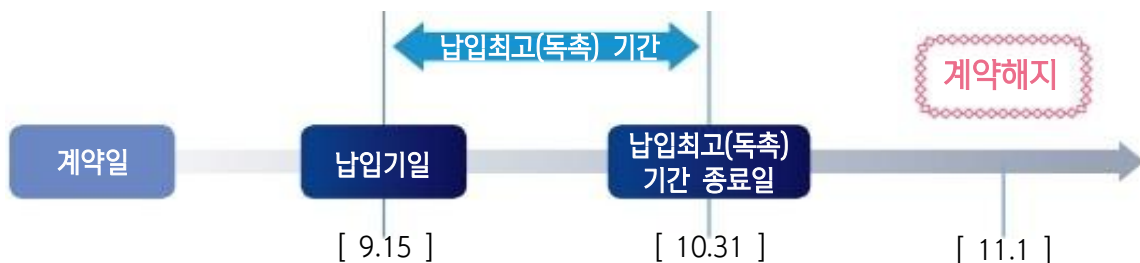 납입최고(독촉) 기간
계약해지
계약일
납입기일
납입최고(독촉)
기간 종료일
[ 9.15 ]
[ 10.31 ]
[ 11.1 ]